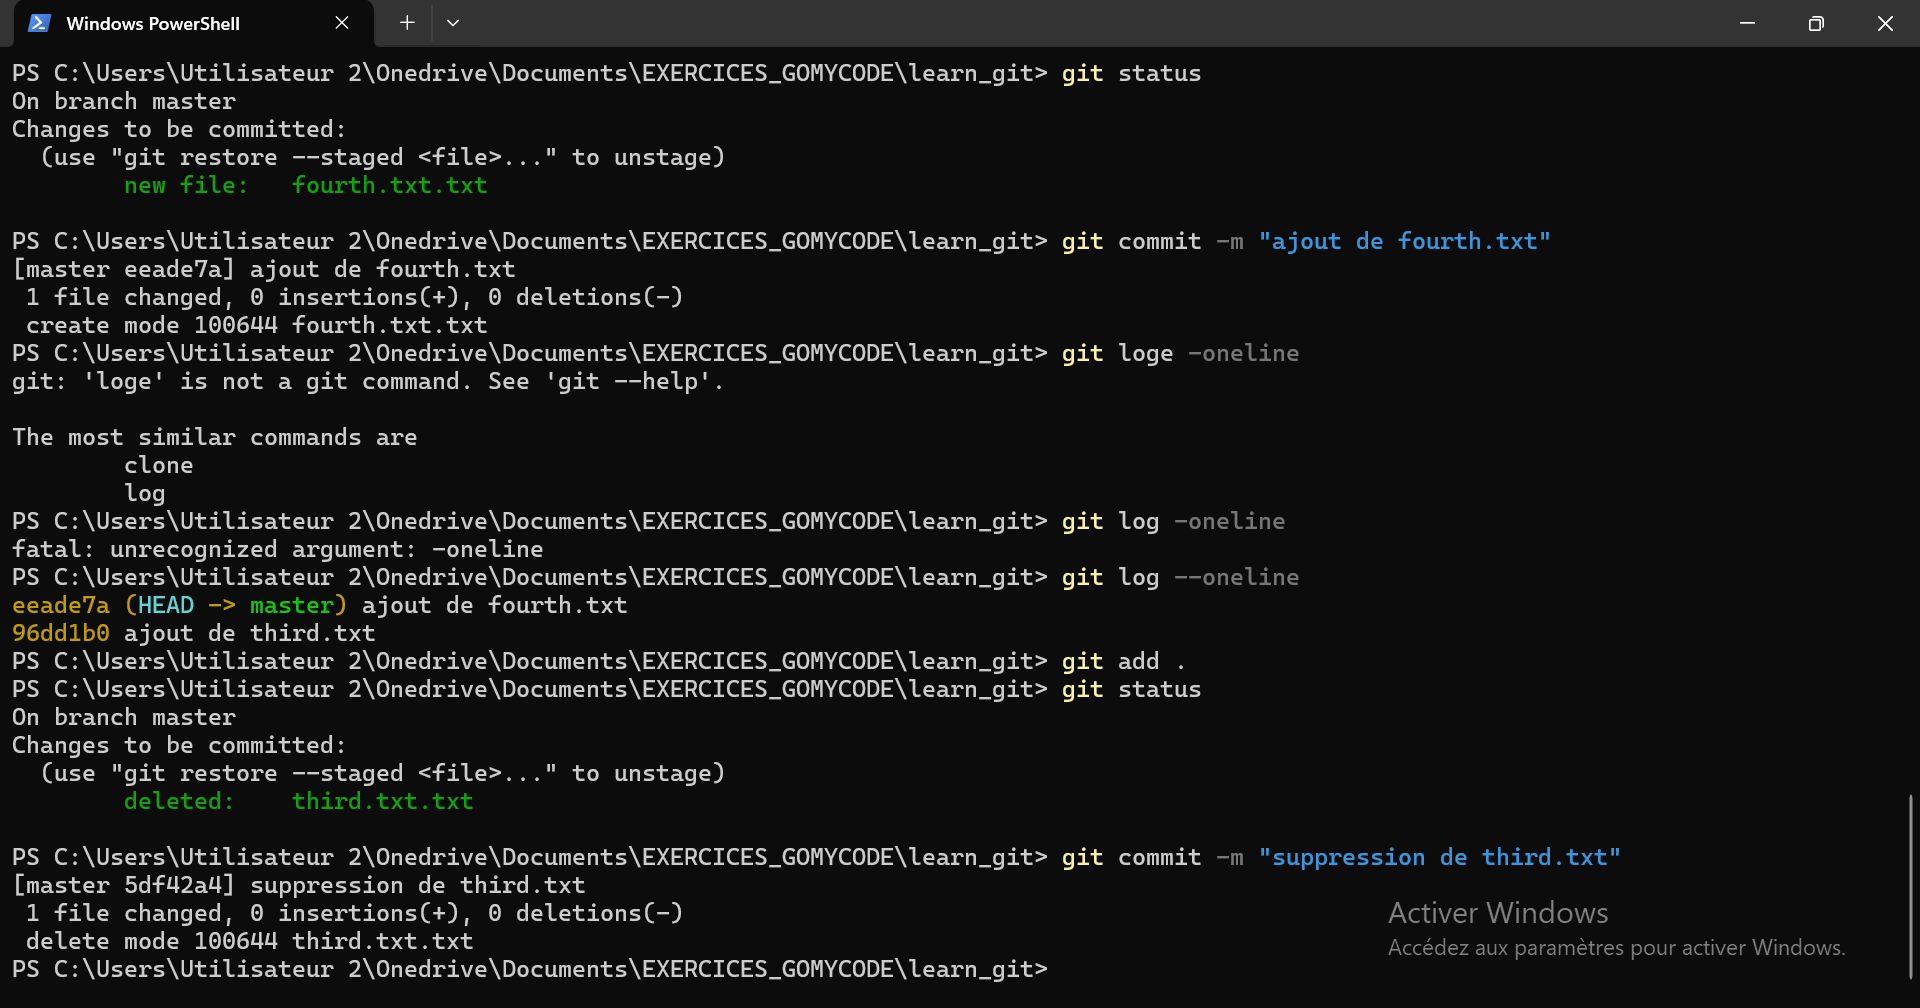 Windows PowerShell
PS C:\Users\Utilisateur 2\Onedrive\Documents\EXERCICES_GOMYCODE\learn_git> git status
On branch master
Changes to be committed:
  (use "git restore --staged <file>..." to unstage)
        new file:   fourth.txt.txt

PS C:\Users\Utilisateur 2\Onedrive\Documents\EXERCICES_GOMYCODE\learn_git> git commit -m "ajout de fourth.txt"
[master eeade7a] ajout de fourth.txt
 1 file changed, 0 insertions(+), 0 deletions(-)
 create mode 100644 fourth.txt.txt
PS C:\Users\Utilisateur 2\Onedrive\Documents\EXERCICES_GOMYCODE\learn_git> git loge -oneline
git: 'loge' is not a git command. See 'git --help'.

The most similar commands are
        clone
        log
PS C:\Users\Utilisateur 2\Onedrive\Documents\EXERCICES_GOMYCODE\learn_git> git log -oneline
fatal: unrecognized argument: -oneline
PS C:\Users\Utilisateur 2\Onedrive\Documents\EXERCICES_GOMYCODE\learn_git> git log --oneline
eeade7a (HEAD -> master) ajout de fourth.txt
96dd1b0 ajout de third.txt
PS C:\Users\Utilisateur 2\Onedrive\Documents\EXERCICES_GOMYCODE\learn_git> git add .
PS C:\Users\Utilisateur 2\Onedrive\Documents\EXERCICES_GOMYCODE\learn_git> git status
On branch master
Changes to be committed:
  (use "git restore --staged <file>..." to unstage)
        deleted:    third.txt.txt

PS C:\Users\Utilisateur 2\Onedrive\Documents\EXERCICES_GOMYCODE\learn_git> git commit -m "suppression de third.txt"
[master 5df42a4] suppression de third.txt
 1 file changed, 0 insertions(+), 0 deletions(-)
 delete mode 100644 third.txt.txt
PS C:\Users\Utilisateur 2\Onedrive\Documents\EXERCICES_GOMYCODE\learn_git>
Activer Windows
Accédez aux paramètres pour activer Windows.